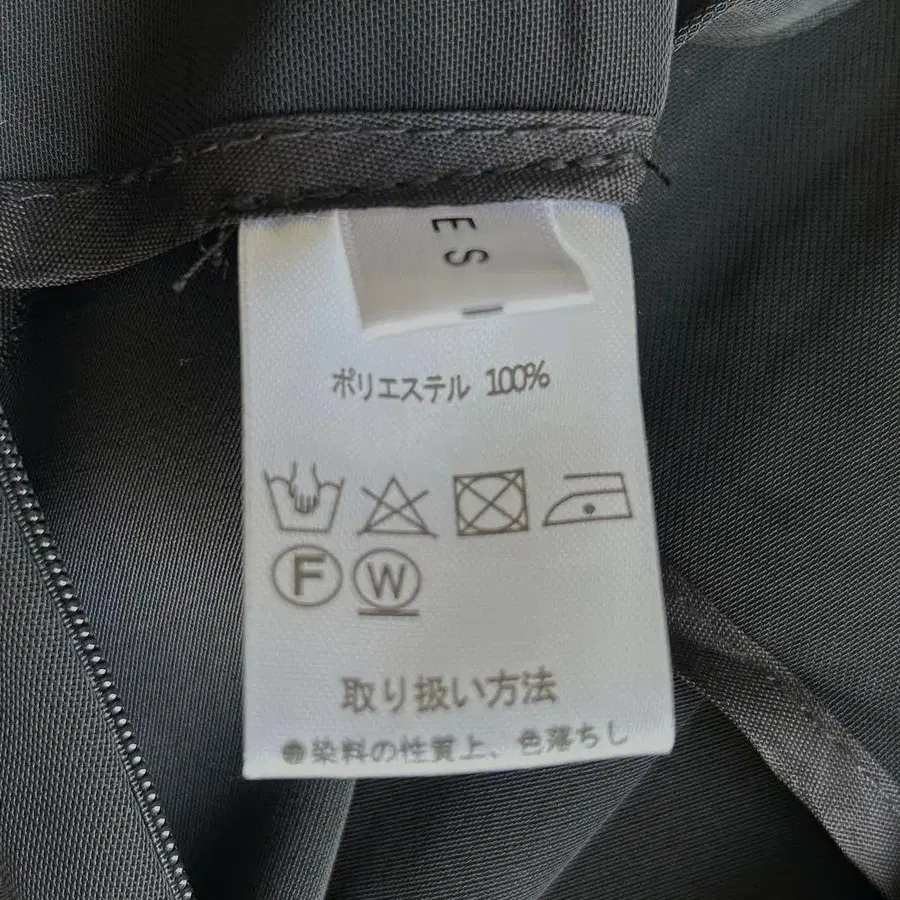 ES
ポリエステル 100%
F W
取り扱い方法
●染料の性質上、色落ちし